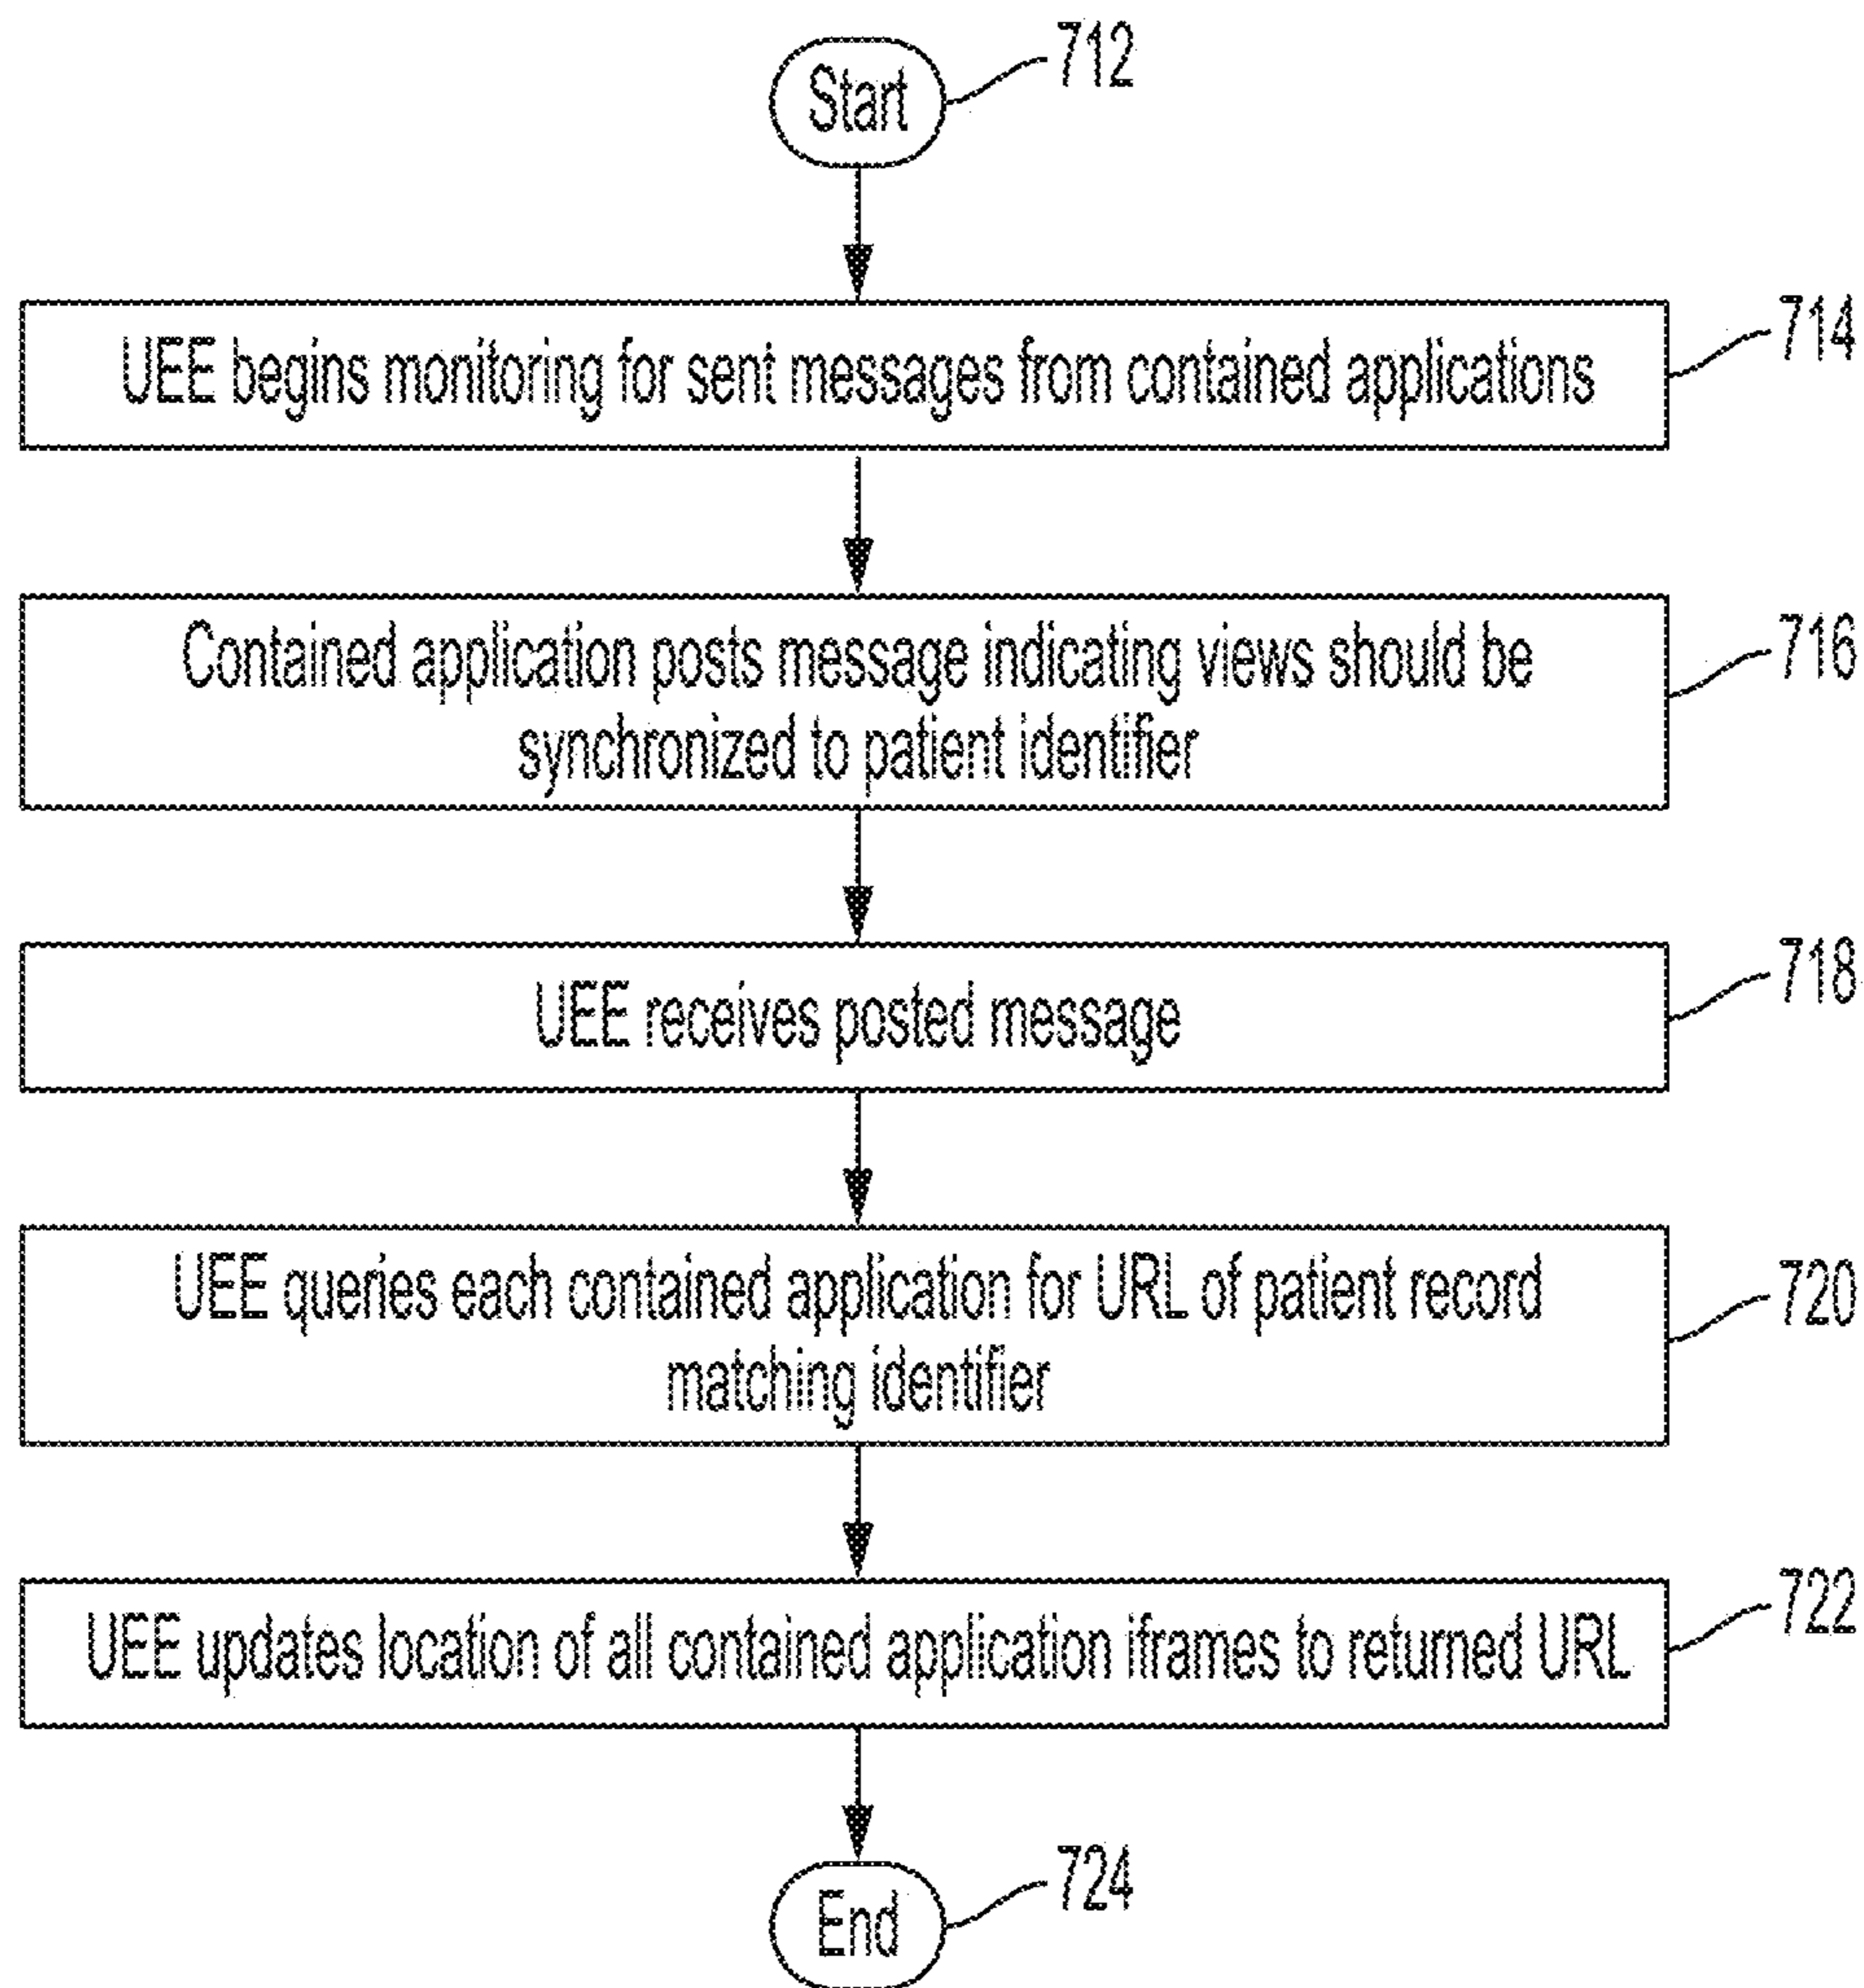 Start
712
UEE begins monitoring for sent messages from contained applications
714
Contained application posts message indicating views should be
synchronized to patient identifier
716
UEE receives posted message
718
UEE queries each contained application for URL of patient record
matching identifier
720
UEE updates location of all contained application iframes to returned URL
722
End
724